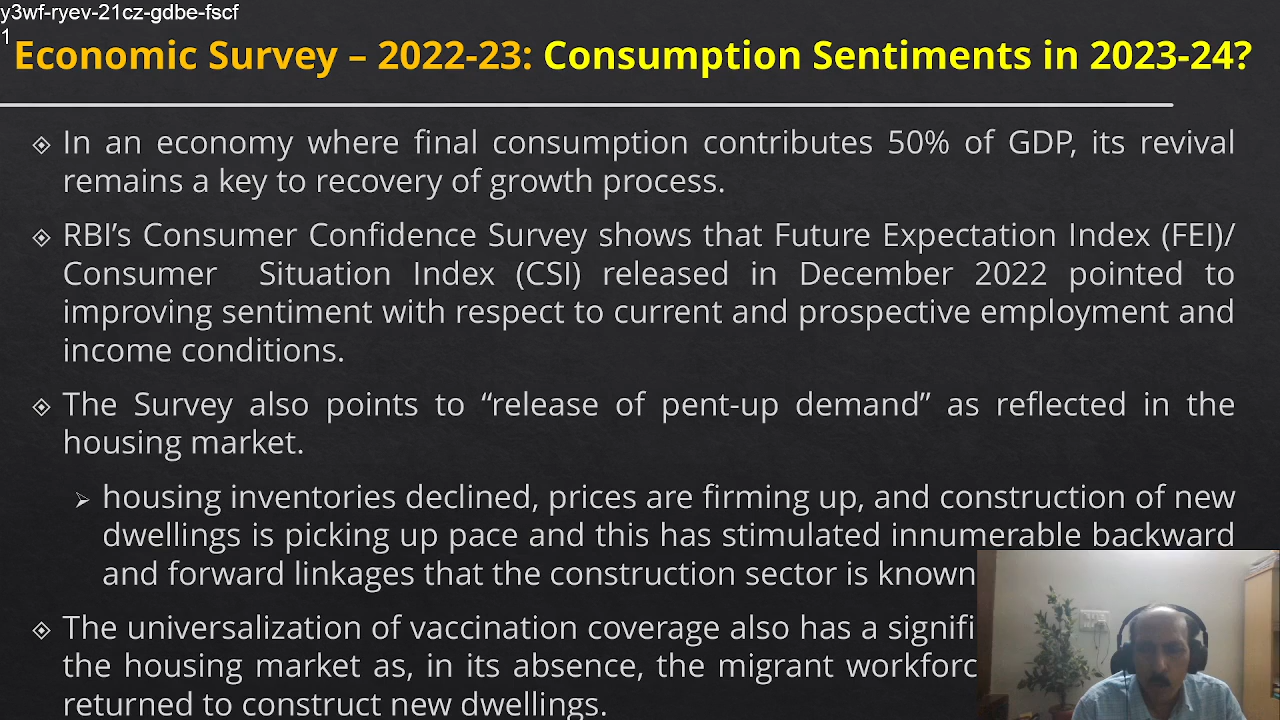 y3wf-ryev-21cz-gdbe-fscf
1
Economic Survey – 2022-23: Consumption Sentiments in 2023-24?
In an economy where final consumption contributes 50% of GDP, its revival
remains a key to recovery of growth process.
RBI’s Consumer Confidence Survey shows that Future Expectation Index (FEI)/
Consumer Situation Index (CSI) released in December 2022 pointed to
improving sentiment with respect to current and prospective employment and
income conditions.
The Survey also points to “release of pent-up demand” as reflected in the
housing market.
housing inventories declined, prices are firming up, and construction of new
dwellings is picking up pace and this has stimulated innumerable backward
and forward linkages that the construction sector is known
The universalization of vaccination coverage also has a
the housing market as, in its absence, the migrant
returned to construct new dwellings.